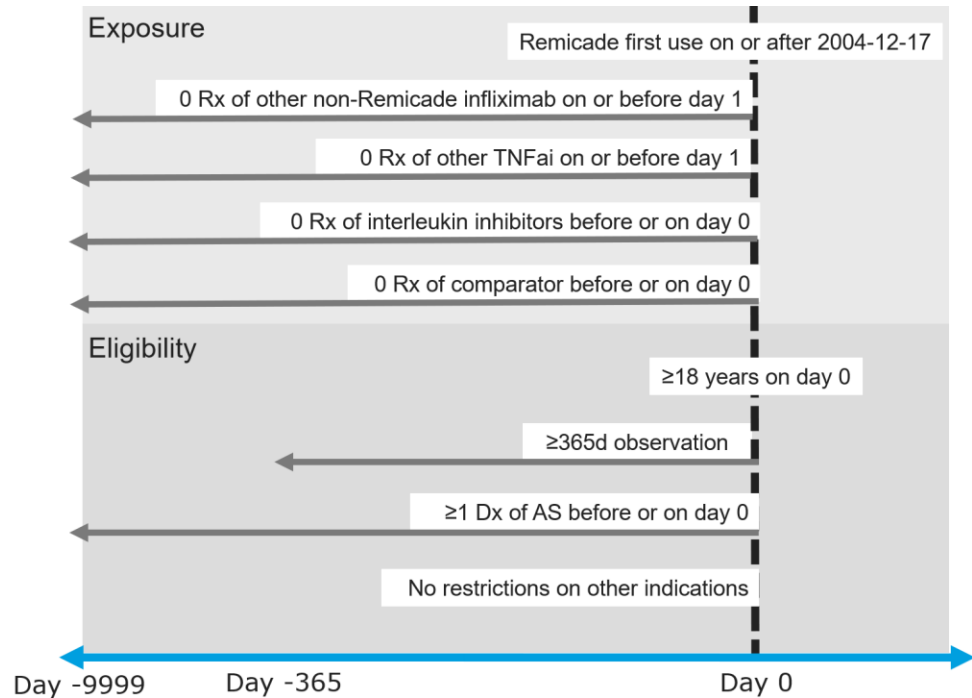 Exposure
Remicade first use on or after 2004-12-17
0 Rx of other non-Remicade infliximab on or before day 1
0 Rx of other TNFai on or before day 1
0 Rx of interleukin inhibitors before or on day 0
0 Rx of comparator before or on day 0
Eligibility
≥18 years on day 0
≥365d observation
≥1 Dx of AS before or on day 0
No restrictions on other indications
Day -9999
Day -365
Day 0